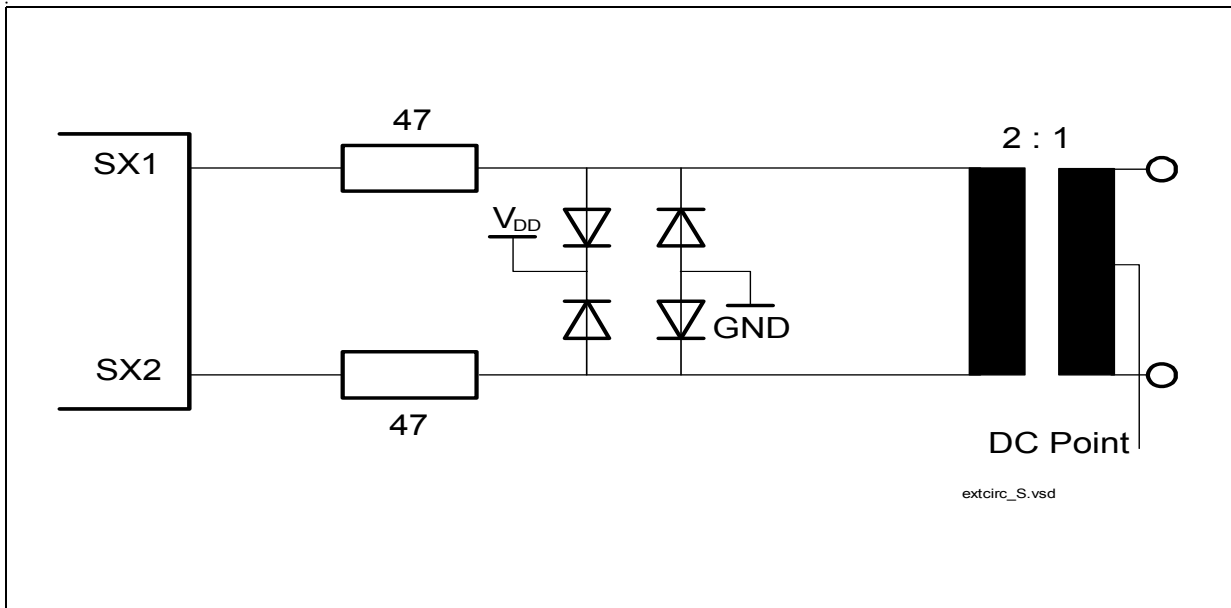 47
2 : 1
SX1
VDD
GND
SX2
47
DC Point
extcirc_S.vsd